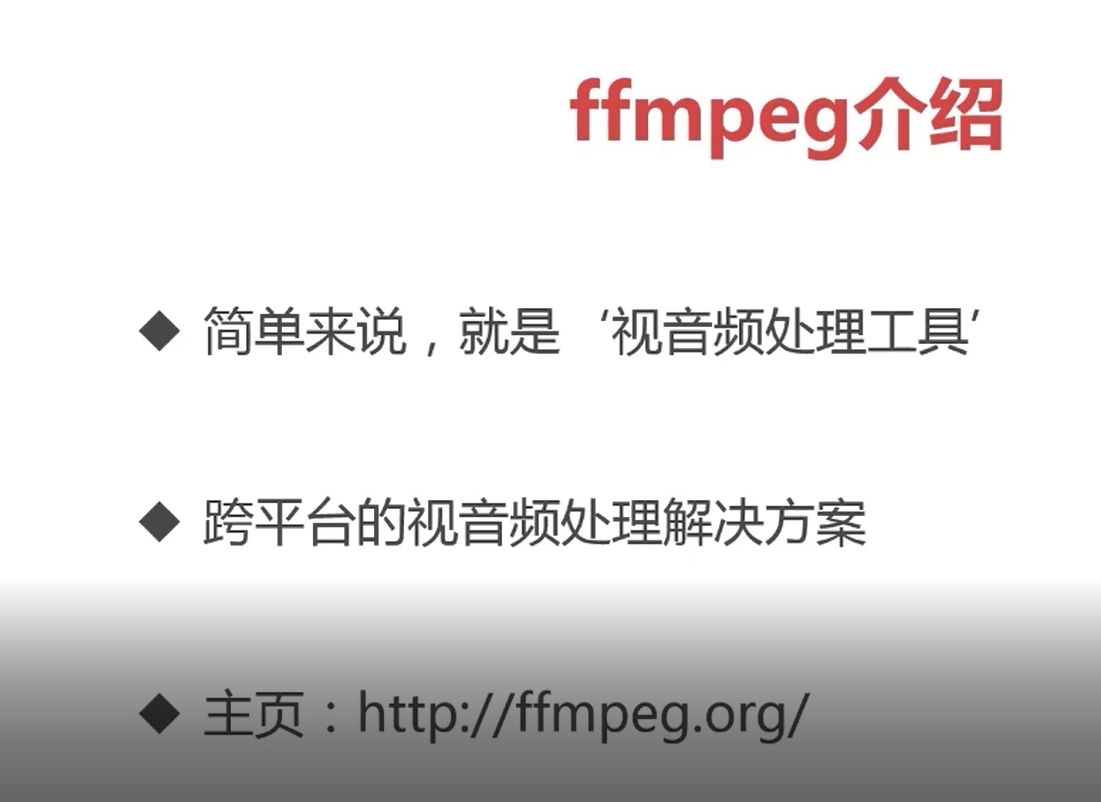 ffmpeg介绍
◆ 简单来说，就是‘视音频处理工具’
◆ 跨平台的视音频处理解决方案
◆ 主页：http://ffmpeg.org/